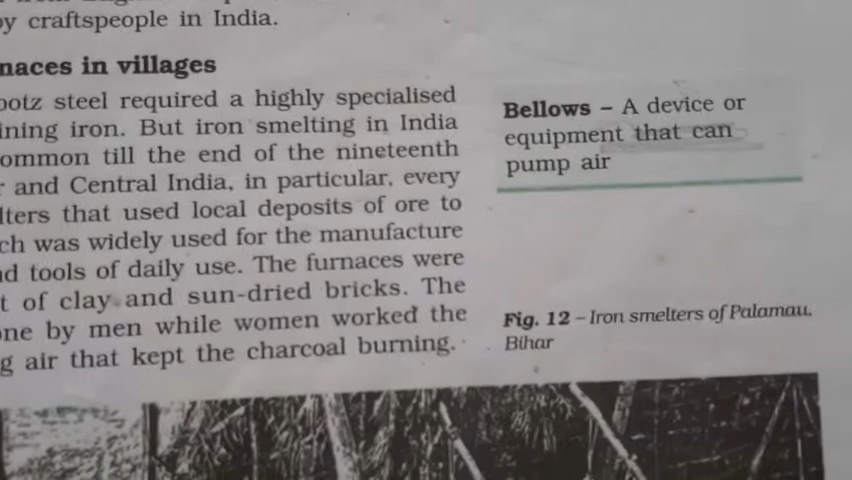 by craftspeople in India.
naces in villages
ootz steel required a highly specialised
ining iron. But iron smelting in India
ommon till the end of the nineteenth
r and Central India, in particular, every
lters that used local deposits of ore to
ch was widely used for the manufacture
nd tools of daily use. The furnaces were
t of clay and sun-dried bricks. The
one by men while women worked the
g air that kept the charcoal burning.
Bellows – A device or
equipment that can
pump air
Fig. 12 – Iron smelters of Palamau,
Bihar